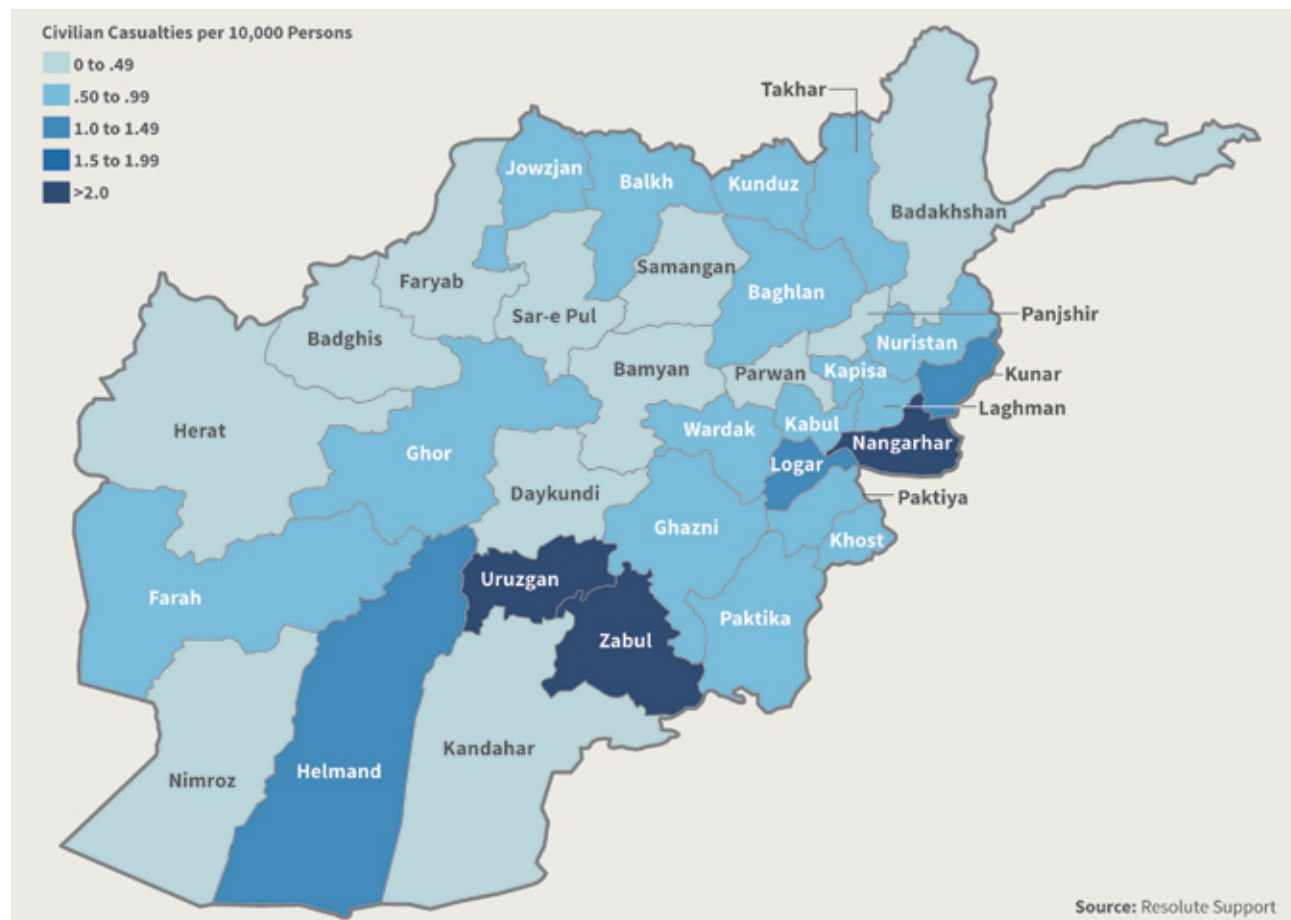 Civilian Casualties per 10,000 Persons
0 to .49
.50 to .99
1.0 to 1.49
1.5 to 1.99
>2.0
Takhar
Jowzjan
Balkh
Kunduz
Badakhshan
Faryab
Samangan
Baghlan
Sar-e Pul
Panjshir
Badghis
Nuristan
Bamyan
Parwan
Kapisa
Kunar
Laghman
Herat
Wardak
Kabul
Nangarhar
Ghor
Logar
Daykundi
Paktiya
Ghazni
Khost
Uruzgan
Farah
Paktika
Zabul
Kandahar
Helmand
Nimroz
Source: Resolute Support